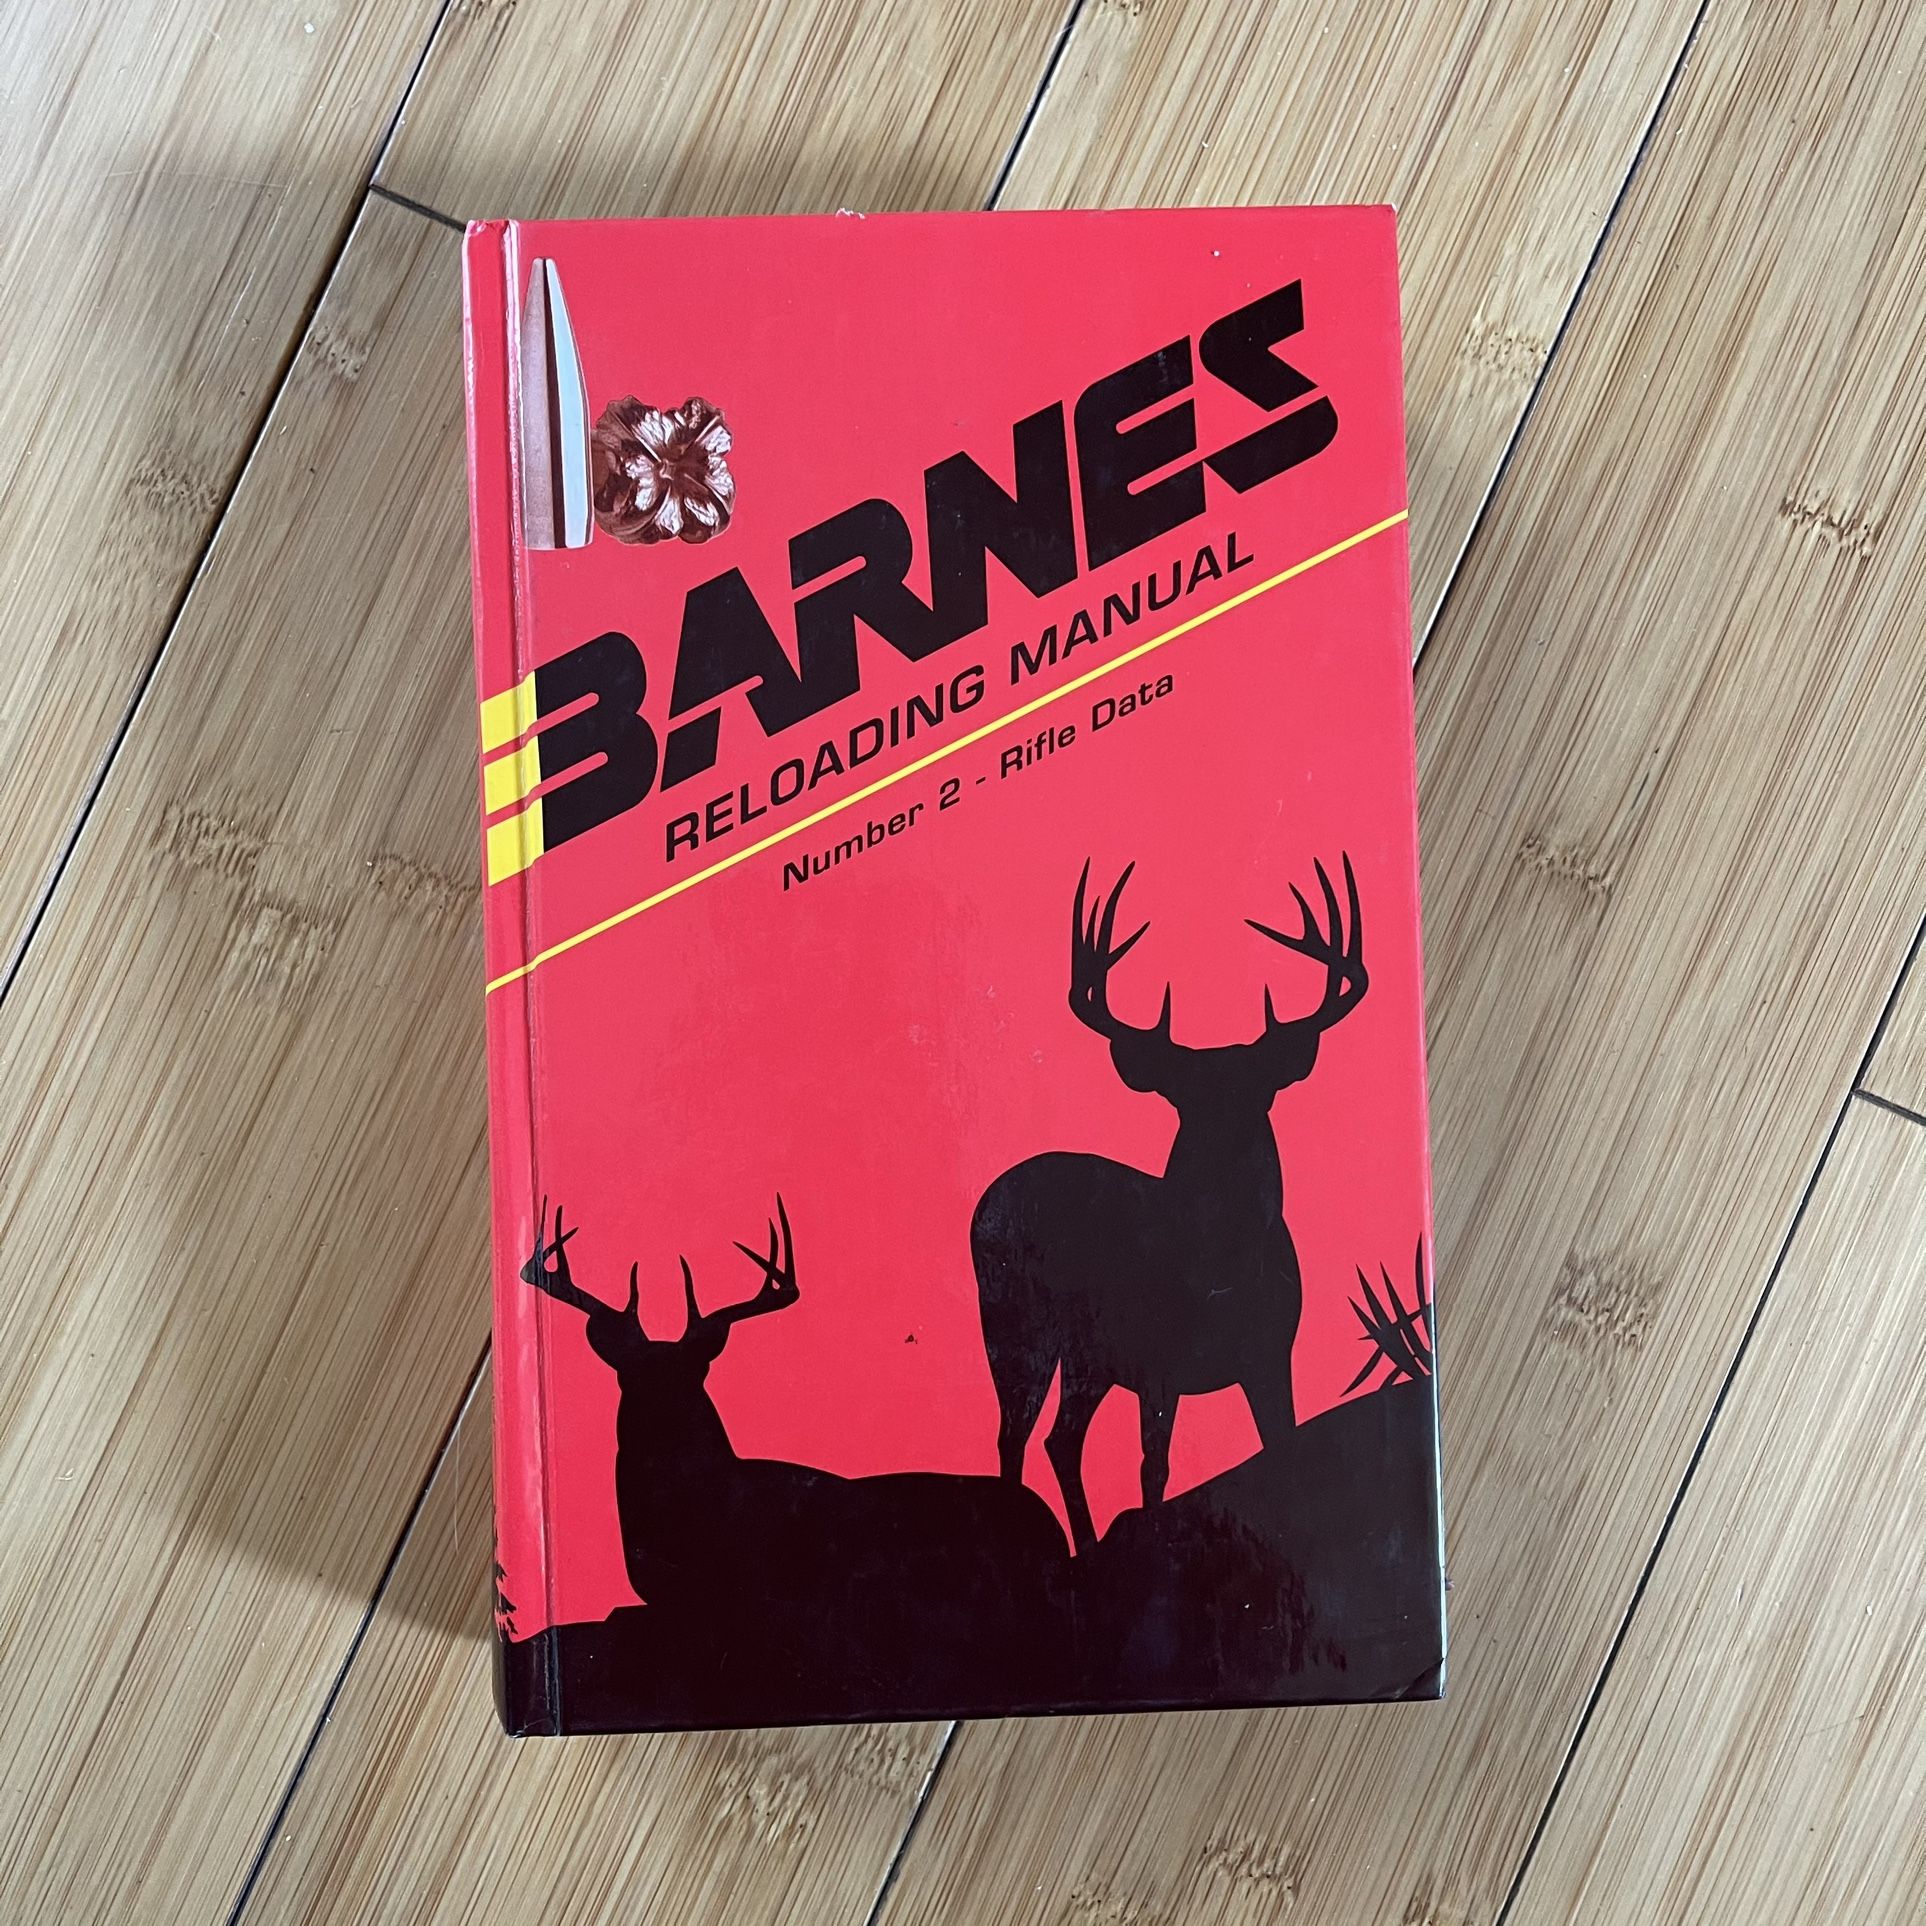 BARNES
RELOADING MANUAL
Number 2 - Rifle Data